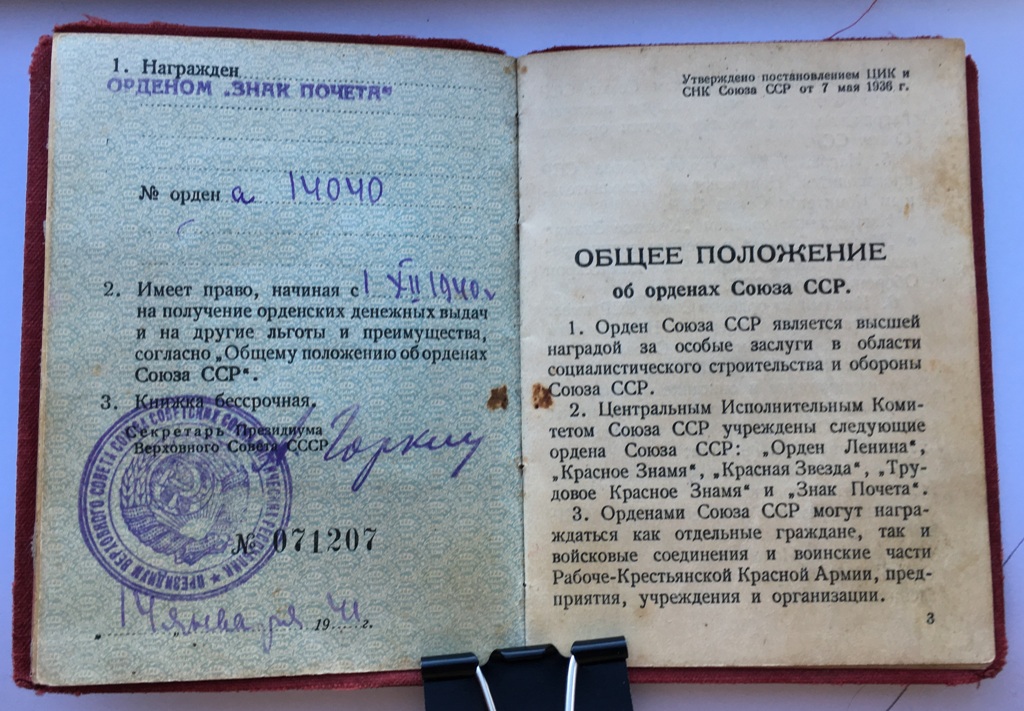 1. Награжден
ОРДЕНОМ „ЗНАК ПОЧЕТА“
№ орден а 14040
2. Имеет право, начиная с 1 XII 1940 г.
на получение орденских денежных выдач
и на другие льготы и преимущества,
согласно „Общему положению об орденах
Союза ССР“.
3. Книжка бессрочная.
Секретарь Президиума
Верховного Совета СССР Горкин
№ 071207
„14“ января 1941 г.
Утверждено постановлением ЦИК и
СНК Союза ССР от 7 мая 1936 г.
ОБЩЕЕ ПОЛОЖЕНИЕ
об орденах Союза ССР.
1. Орден Союза ССР является высшей
наградой за особые заслуги в области
социалистического строительства и обороны
Союза ССР.
2. Центральным Исполнительным Коми-
тетом Союза ССР учреждены следующие
ордена Союза ССР: „Орден Ленина“,
„Красное Знамя“, „Красная Звезда“, „Тру-
довое Красное Знамя“ и „Знак Почета“.
3. Орденами Союза ССР могут награ-
ждаться как отдельные граждане, так и
войсковые соединения и воинские части
Рабоче-Крестьянской Красной Армии, пред-
приятия, учреждения и организации.
3